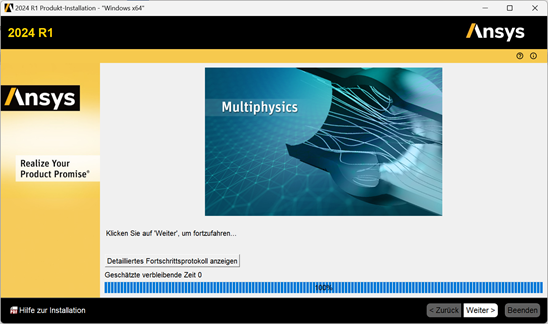 2024 R1 Produkt-Installation - "Windows x64"
2024 R1
Ansys
Ansys
Multiphysics
Realize Your
Product Promise®
Klicken Sie auf 'Weiter', um fortzufahren...
Detailliertes Fortschrittsprotokoll anzeigen
Geschätzte verbleibende Zeit 0
100%
Hilfe zur Installation
< Zurück
Weiter >
Beenden